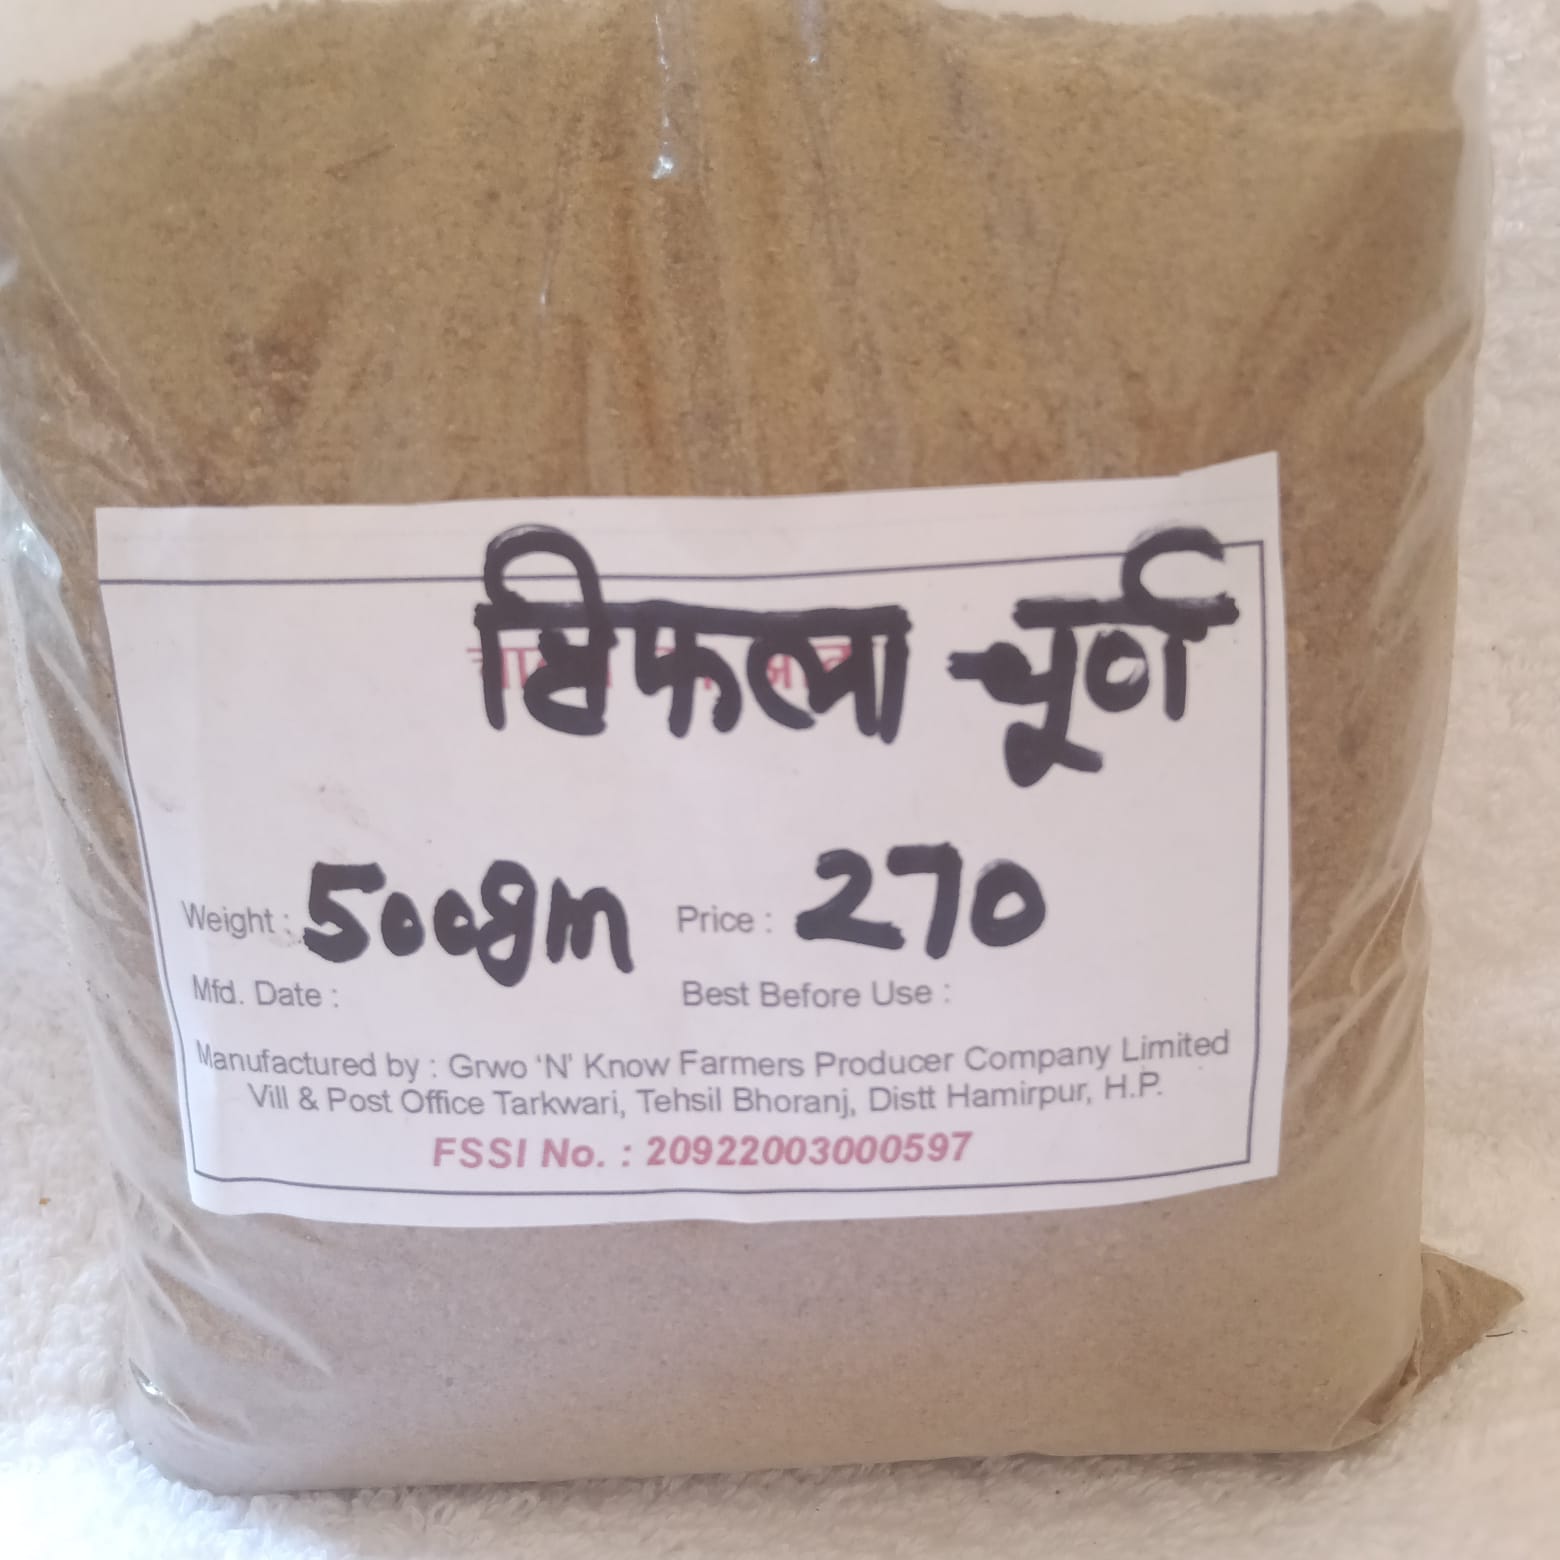 त्रिफला चूर्ण
Weight : 500gm Price : 270
Mfd. Date : Best Before Use :
Manufactured by : Grwo ‘N’ Know Farmers Producer Company Limited
Vill & Post Office Tarkwari, Tehsil Bhoranj, Distt Hamirpur, H.P.
FSSI No. : 20922003000597